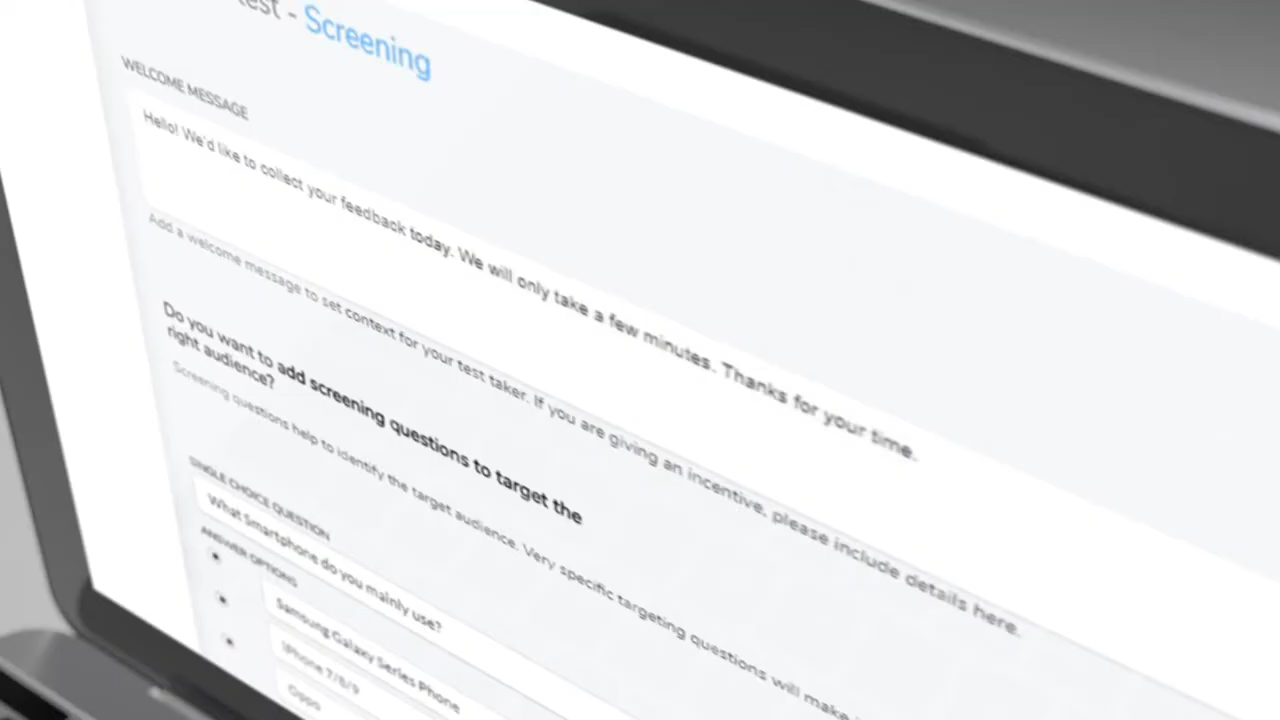 est - Screening
WELCOME MESSAGE
Hello! We'd like to collect your feedback today. We will only take a few minutes. Thanks for your time.
Add a welcome message to set context for your test taker. If you are giving an incentive, please include details here.
Do you want to add screening questions to target the
right audience?
Screening questions help to identify the target audience. Very specific targeting questions will make
SINGLE CHOICE QUESTION
What Smartphone do you mainly use?
ANSWER OPTIONS
Samsung Galaxy Series Phone
iPhone 7/8/9
Oppo